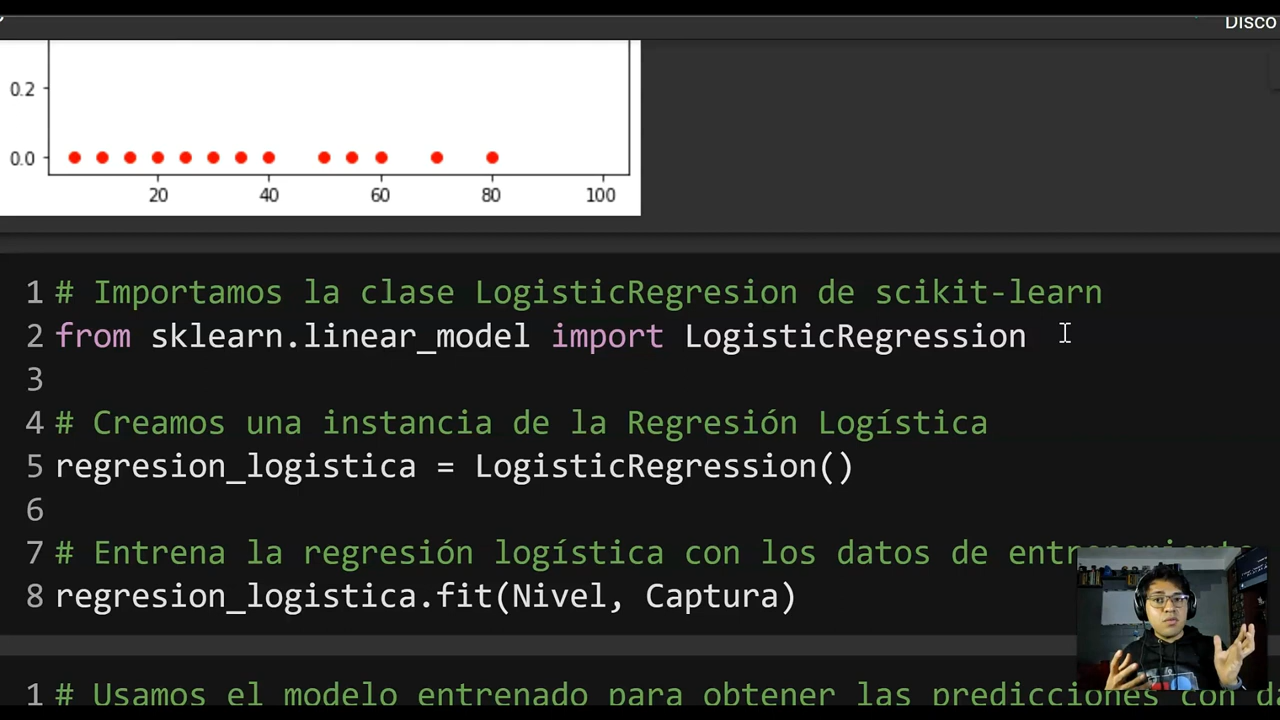 Disco
0.2
0.0
20 40 60 80 100
1 # Importamos la clase LogisticRegresion de scikit-learn
2 from sklearn.linear_model import LogisticRegression
3
4 # Creamos una instancia de la Regresión Logística
5 regresion_logistica = LogisticRegression()
6
7 # Entrena la regresión logística con los datos de entrenamiento
8 regresion_logistica.fit(Nivel, Captura)
1 # Usamos el modelo entrenado para obtener las predicciones con da